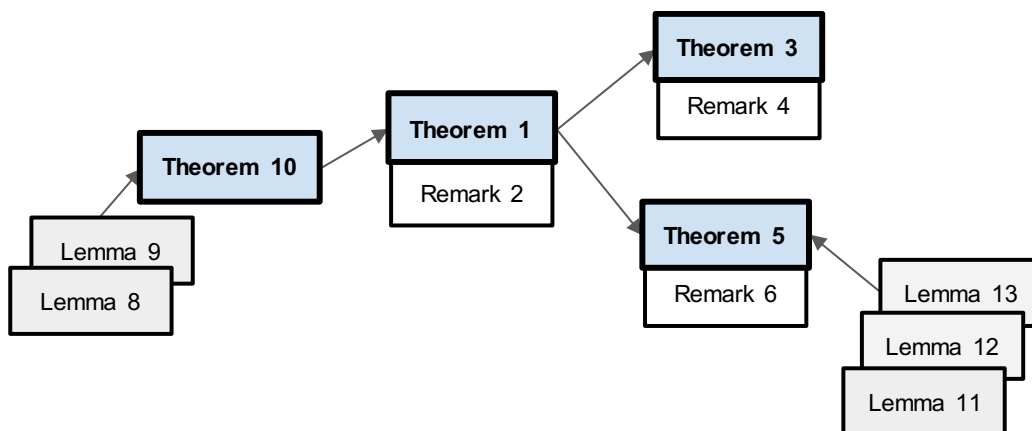 Theorem 3
Remark 4
Theorem 1
Remark 2
Theorem 10
Lemma 9
Lemma 8
Theorem 5
Remark 6
Lemma 13
Lemma 12
Lemma 11